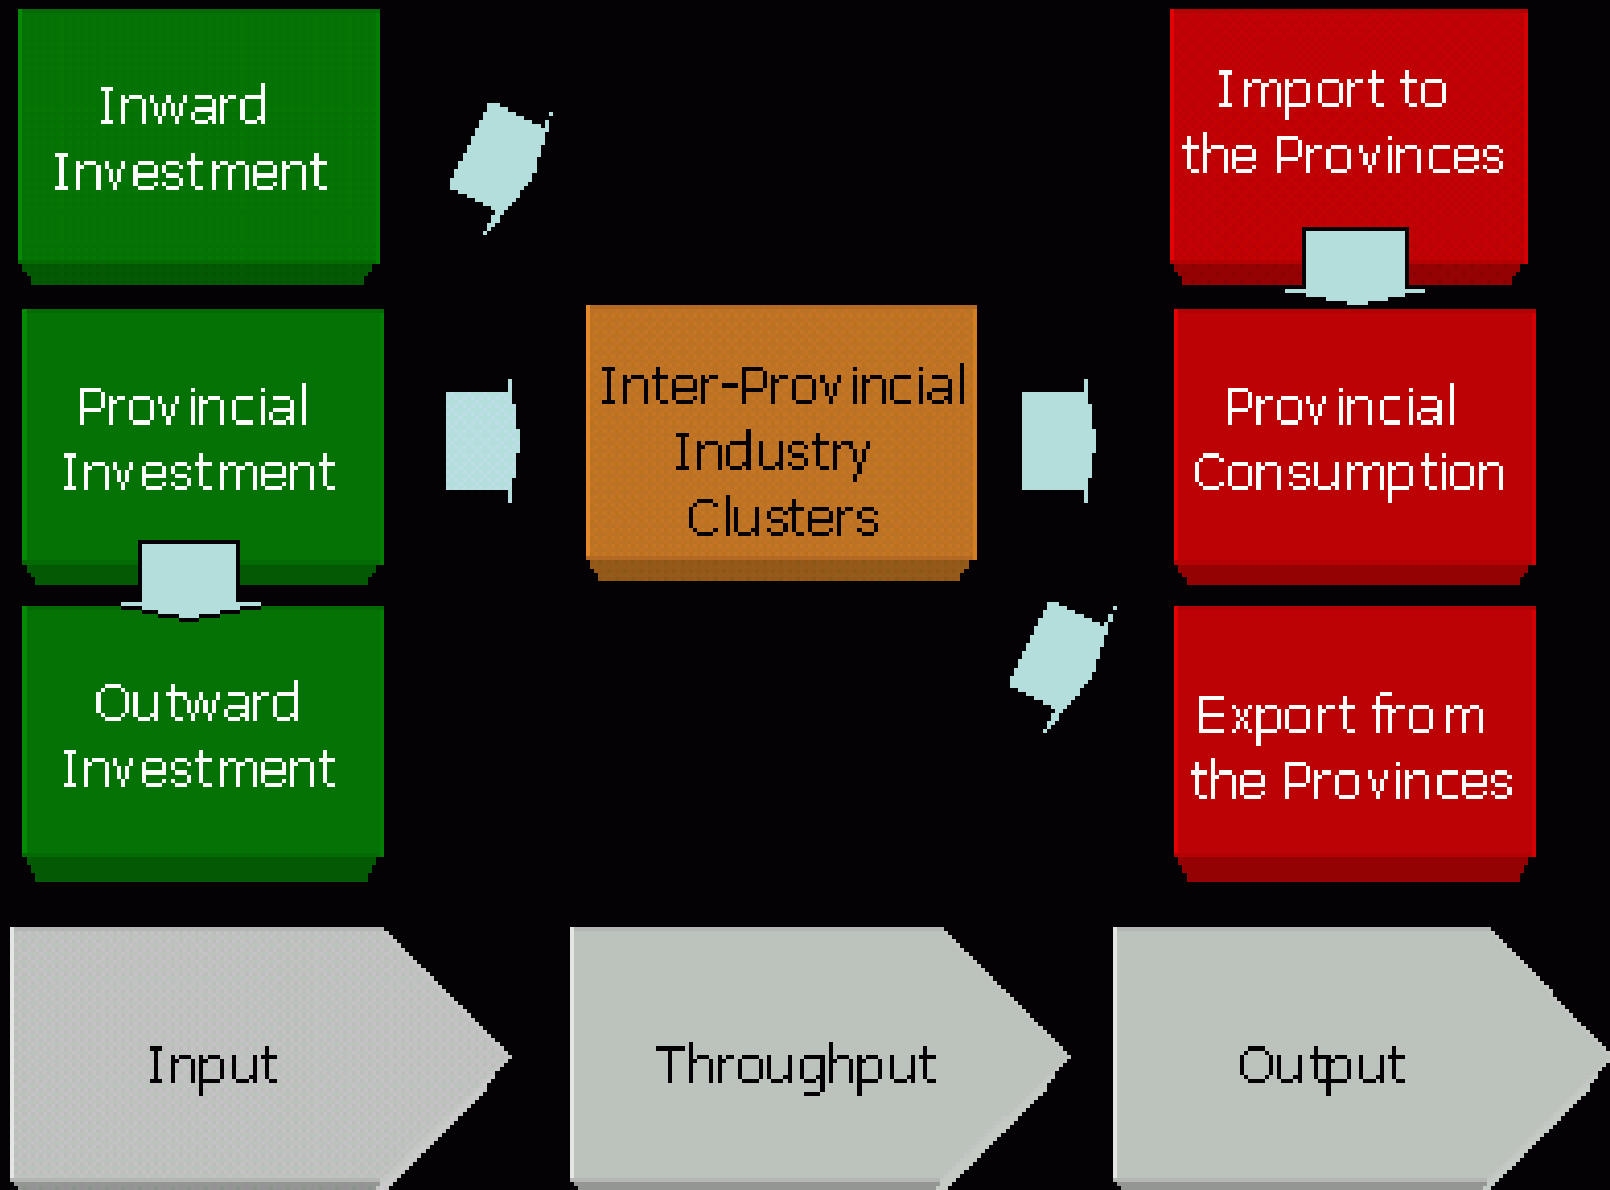 Inward
Investment
Import to
the Provinces
Provincial
Investment
Inter-Provincial
Industry
Clusters
Provincial
Consumption
Outward
Investment
Export from
the Provinces
Input
Throughput
Output